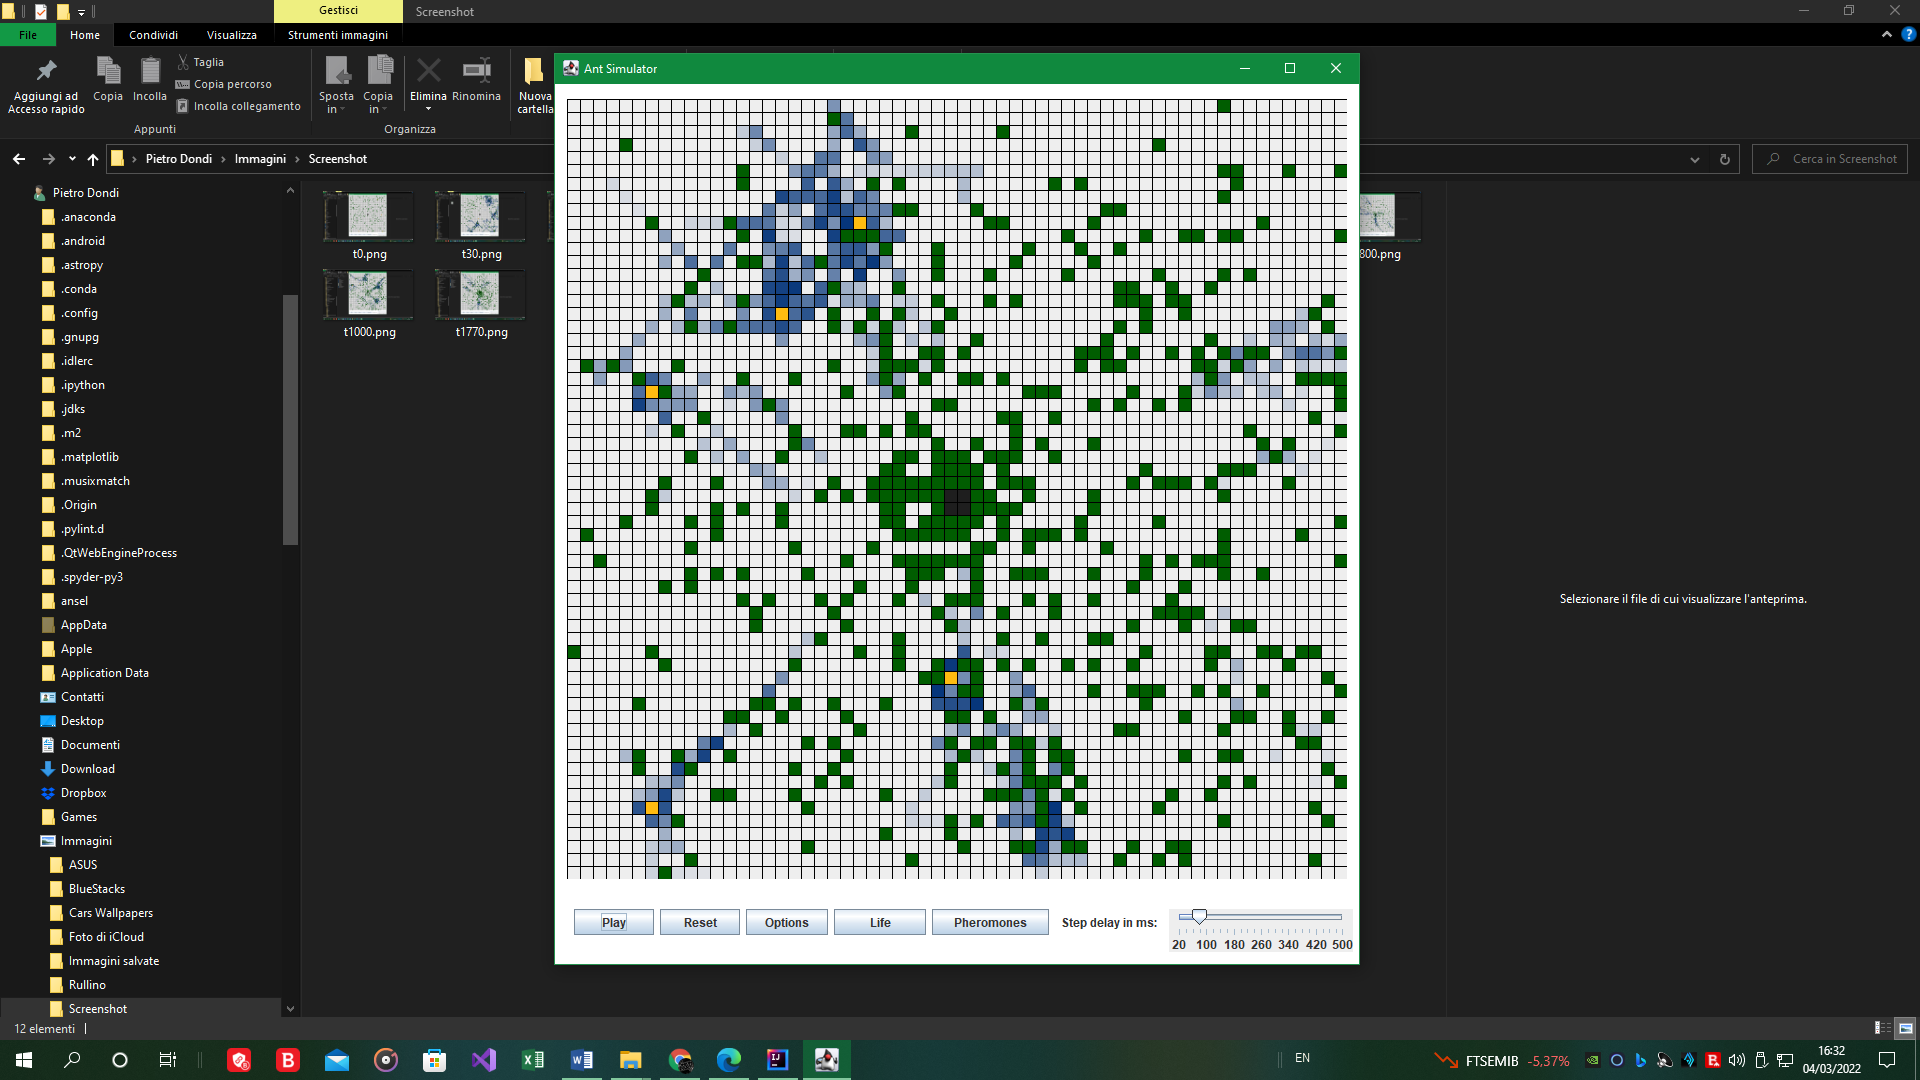 Gestisci
Screenshot
File
Home
Condividi
Visualizza
Strumenti immagini
Aggiungi ad
Accesso rapido
Copia
Incolla
Taglia
Copia percorso
Incolla collegamento
Appunti
Sposta
in
Copia
in
Elimina
Rinomina
Organizza
Nuova
cartella
Pietro Dondi
Immagini
Screenshot
Cerca in Screenshot
Pietro Dondi
.anaconda
.android
.astropy
.conda
.config
.gnupg
.idlerc
.ipython
.jdks
.m2
.matplotlib
.musixmatch
.Origin
.pylint.d
.QtWebEngineProcess
.spyder-py3
ansel
AppData
Apple
Application Data
Contatti
Desktop
Documenti
Download
Dropbox
Games
Immagini
ASUS
BlueStacks
Cars Wallpapers
Foto di iCloud
Immagini salvate
Rullino
Screenshot
t0.png
t30.png
800.png
t1000.png
t1770.png
Ant Simulator
Play
Reset
Options
Life
Pheromones
Step delay in ms:
20 100 180 260 340 420 500
Selezionare il file di cui visualizzare l'anteprima.
12 elementi
EN
FTSEMIB -5,37%
16:32
04/03/2022